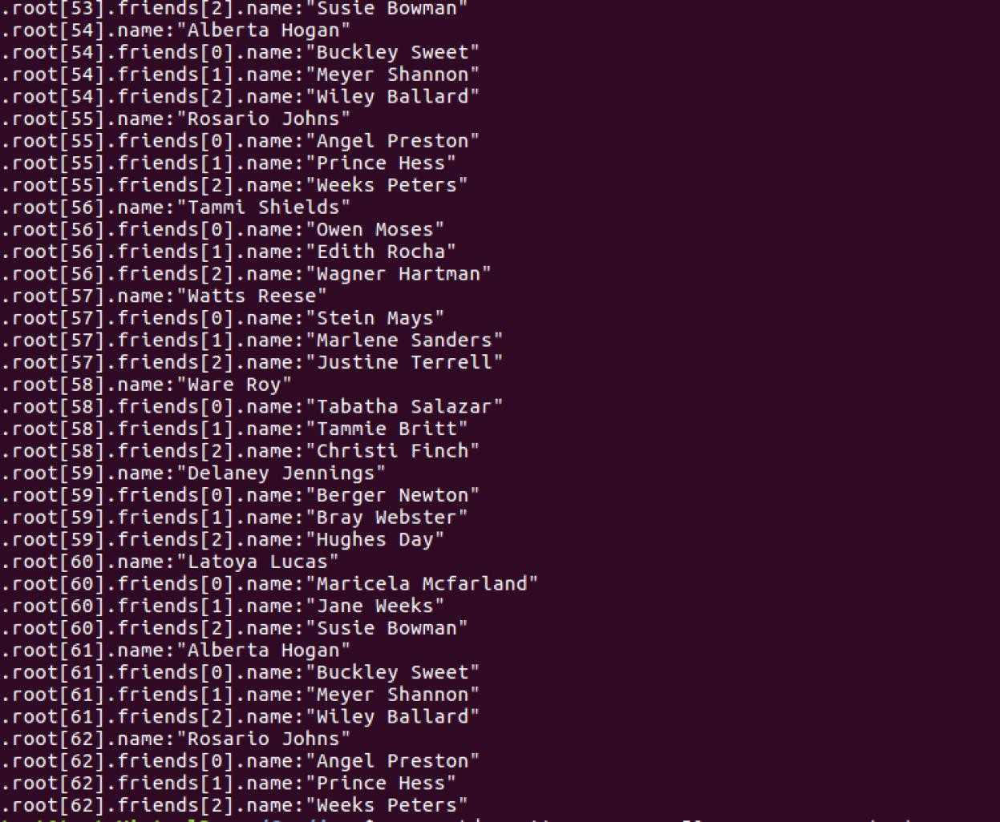 .root[53].friends[2].name:"Susie Bowman"
.root[54].name:"Alberta Hogan"
.root[54].friends[0].name:"Buckley Sweet"
.root[54].friends[1].name:"Meyer Shannon"
.root[54].friends[2].name:"Wiley Ballard"
.root[55].name:"Rosario Johns"
.root[55].friends[0].name:"Angel Preston"
.root[55].friends[1].name:"Prince Hess"
.root[55].friends[2].name:"Weeks Peters"
.root[56].name:"Tammi Shields"
.root[56].friends[0].name:"Owen Moses"
.root[56].friends[1].name:"Edith Rocha"
.root[56].friends[2].name:"Wagner Hartman"
.root[57].name:"Watts Reese"
.root[57].friends[0].name:"Stein Mays"
.root[57].friends[1].name:"Marlene Sanders"
.root[57].friends[2].name:"Justine Terrell"
.root[58].name:"Ware Roy"
.root[58].friends[0].name:"Tabatha Salazar"
.root[58].friends[1].name:"Tammie Britt"
.root[58].friends[2].name:"Christi Finch"
.root[59].name:"Delaney Jennings"
.root[59].friends[0].name:"Berger Newton"
.root[59].friends[1].name:"Bray Webster"
.root[59].friends[2].name:"Hughes Day"
.root[60].name:"Latoya Lucas"
.root[60].friends[0].name:"Maricela Mcfarland"
.root[60].friends[1].name:"Jane Weeks"
.root[60].friends[2].name:"Susie Bowman"
.root[61].name:"Alberta Hogan"
.root[61].friends[0].name:"Buckley Sweet"
.root[61].friends[1].name:"Meyer Shannon"
.root[61].friends[2].name:"Wiley Ballard"
.root[62].name:"Rosario Johns"
.root[62].friends[0].name:"Angel Preston"
.root[62].friends[1].name:"Prince Hess"
.root[62].friends[2].name:"Weeks Peters"